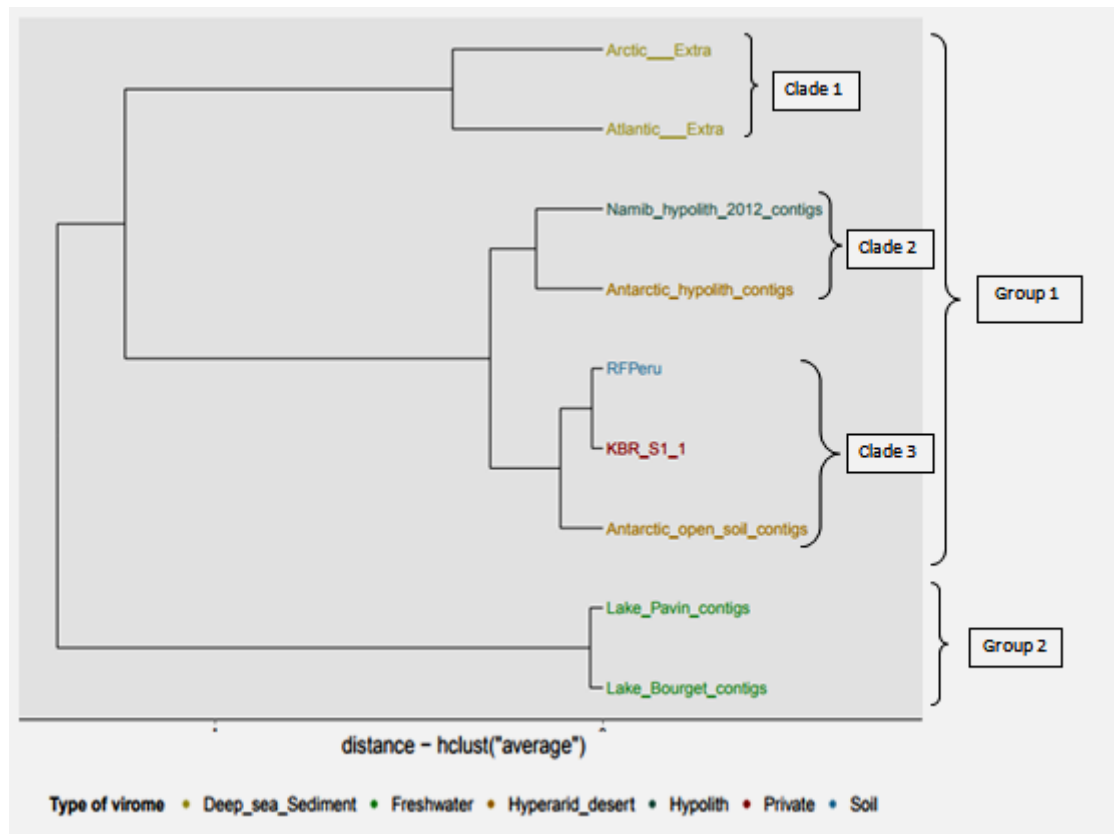 Arctic___Extra
Clade 1
Atlantic___Extra
Namib_hypolith_2012_contigs
Clade 2
Antarctic_hypolith_contigs
Group 1
RFPeru
KBR_S1_1
Clade 3
Antarctic_open_soil_contigs
Lake_Pavin_contigs
Group 2
Lake_Bourget_contigs
distance − hclust("average")
Type of virome • Deep_sea_Sediment • Freshwater • Hyperarid_desert • Hypolith • Private • Soil